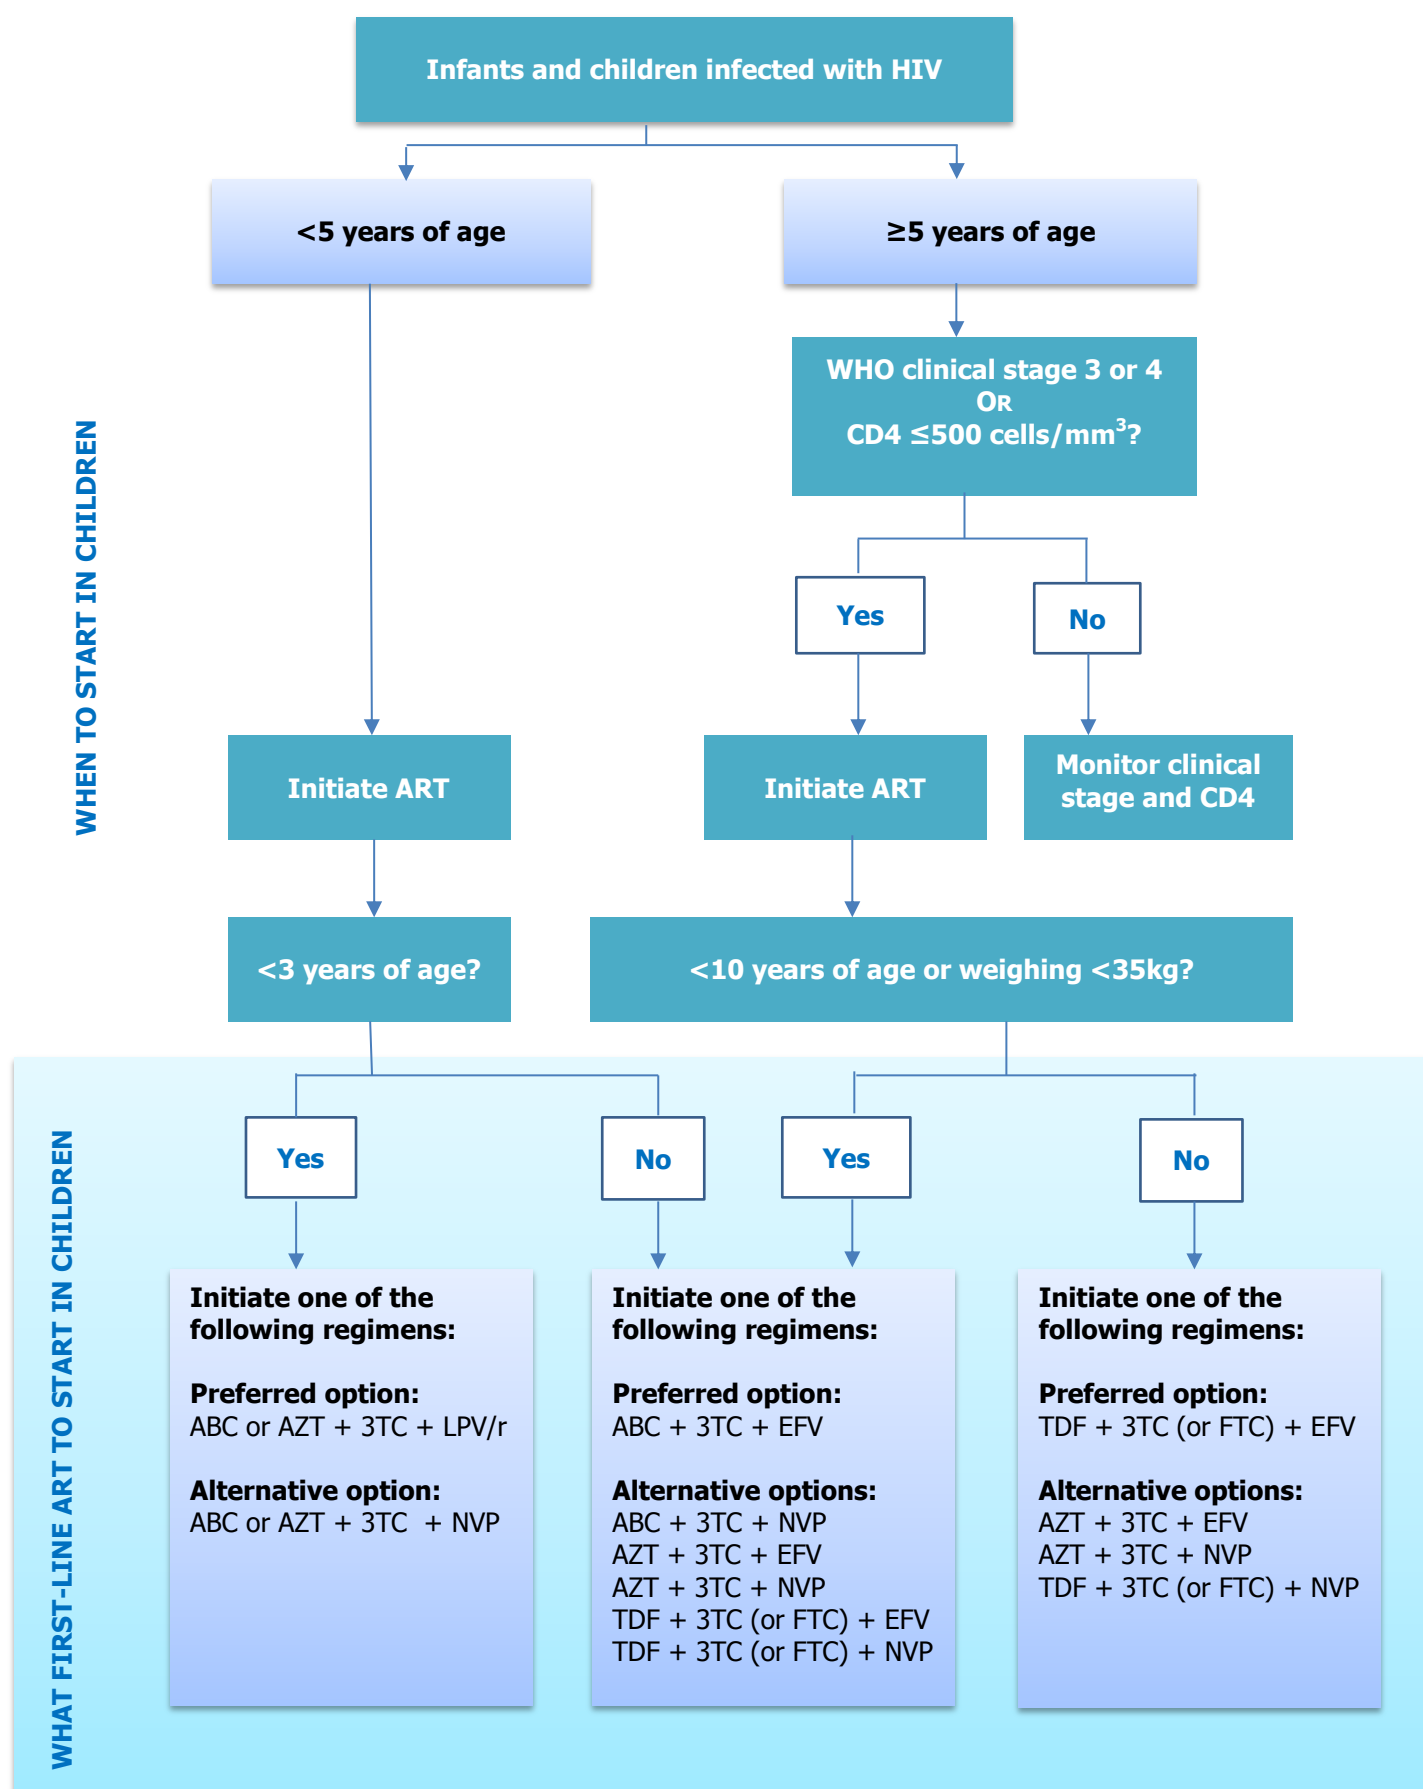 Infants and children infected with HIV
<5 years of age
≥5 years of age
WHO clinical stage 3 or 4
OR
CD4 ≤500 cells/mm³?
WHEN TO START IN CHILDREN
Yes
No
Initiate ART
Initiate ART
Monitor clinical
stage and CD4
<3 years of age?
<10 years of age or weighing <35kg?
WHAT FIRST-LINE ART TO START IN CHILDREN
Yes
No
Yes
No
Initiate one of the
following regimens:
Preferred option:
ABC or AZT + 3TC + LPV/r
Alternative option:
ABC or AZT + 3TC + NVP
Initiate one of the
following regimens:
Preferred option:
ABC + 3TC + EFV
Alternative options:
ABC + 3TC + NVP
AZT + 3TC + EFV
AZT + 3TC + NVP
TDF + 3TC (or FTC) + EFV
TDF + 3TC (or FTC) + NVP
Initiate one of the
following regimens:
Preferred option:
TDF + 3TC (or FTC) + EFV
Alternative options:
AZT + 3TC + EFV
AZT + 3TC + NVP
TDF + 3TC (or FTC) + NVP